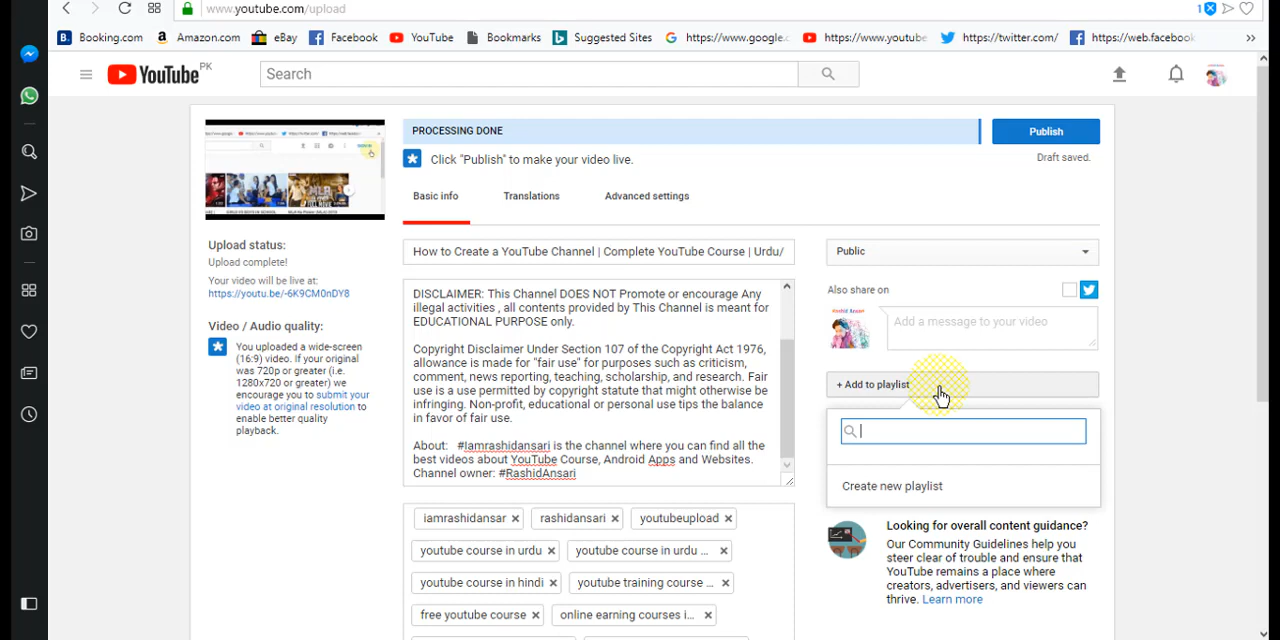 www.youtube.com/upload
1
Booking.com
Amazon.com
eBay
Facebook
YouTube
Bookmarks
Suggested Sites
https://www.google.c
https://www.youtube
https://twitter.com/
https://web.facebook
YouTube PK
Search
PROCESSING DONE
Publish
Click "Publish" to make your video live.
Draft saved.
Basic info
Translations
Advanced settings
Upload status:
Upload complete!
Your video will be live at:
https://youtu.be/-6K9CM0nDY8
Video / Audio quality:
You uploaded a wide-screen
(16:9) video. If your original
was 720p or greater (i.e.
1280x720 or greater) we
encourage you to submit your
video at original resolution to
enable better quality
playback.
How to Create a YouTube Channel | Complete YouTube Course | Urdu/
DISCLAIMER: This Channel DOES NOT Promote or encourage Any
illegal activities , all contents provided by This Channel is meant for
EDUCATIONAL PURPOSE only.
Copyright Disclaimer Under Section 107 of the Copyright Act 1976,
allowance is made for "fair use" for purposes such as criticism,
comment, news reporting, teaching, scholarship, and research. Fair
use is a use permitted by copyright statute that might otherwise be
infringing. Non-profit, educational or personal use tips the balance
in favor of fair use.
About: #Iamrashidansari is the channel where you can find all the
best videos about YouTube Course, Android Apps and Websites.
Channel owner: #RashidAnsari
iamrashidansar
rashidansari
youtubeupload
youtube course in urdu
youtube course in urdu ...
youtube course in hindi
youtube training course ...
free youtube course
online earning courses i...
Public
Also share on
Add a message to your video
+ Add to playlist
Create new playlist
Looking for overall content guidance?
Our Community Guidelines help you
steer clear of trouble and ensure that
YouTube remains a place where
creators, advertisers, and viewers can
thrive. Learn more